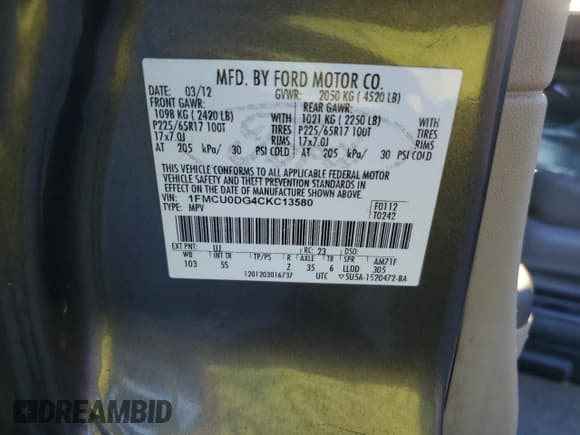 MFD. BY FORD MOTOR CO.
DATE: 03/12 GVWR: 2050 KG ( 4520 LB)
FRONT GAWR: REAR GAWR:
1098 KG ( 2420 LB) WITH 1021 KG ( 2250 LB) WITH
P225/65R17 100T TIRES P225/65R17 100T TIRES
17x7.0J RIMS 17x7.0J RIMS
AT 205 kPa/ 30 PSI COLD AT 205 kPa/ 30 PSI COLD
THIS VEHICLE CONFORMS TO ALL APPLICABLE FEDERAL MOTOR
VEHICLE SAFETY AND THEFT PREVENTION STANDARDS IN
EFFECT ON THE DATE OF MANUFACTURE SHOWN ABOVE.
VIN: 1FMCU0DG4CKC13580 F0112
TYPE: MPV T0242
EXT PNT: UJ RC: 23 DSO:
WB INT TR TP/PS R AXLE TR SPR AM71F
103 5S Z 35 6 LLDD 305
1201203016737 UTC ▽5U5A-1520472-BA
DREAMBID